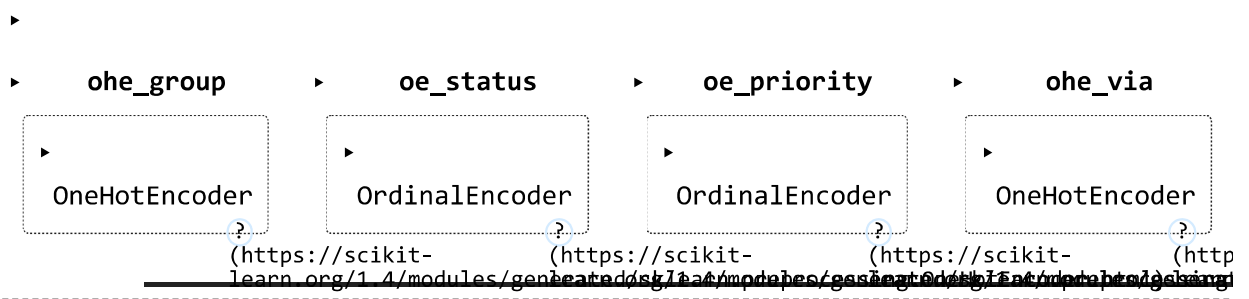 ohe_group oe_status oe_priority ohe_via
OneHotEncoder OrdinalEncoder OrdinalEncoder OneHotEncoder
? ? ? ?
(https://scikit- (https://scikit- (https://scikit- (http
learn.org/1.4/modules/generated